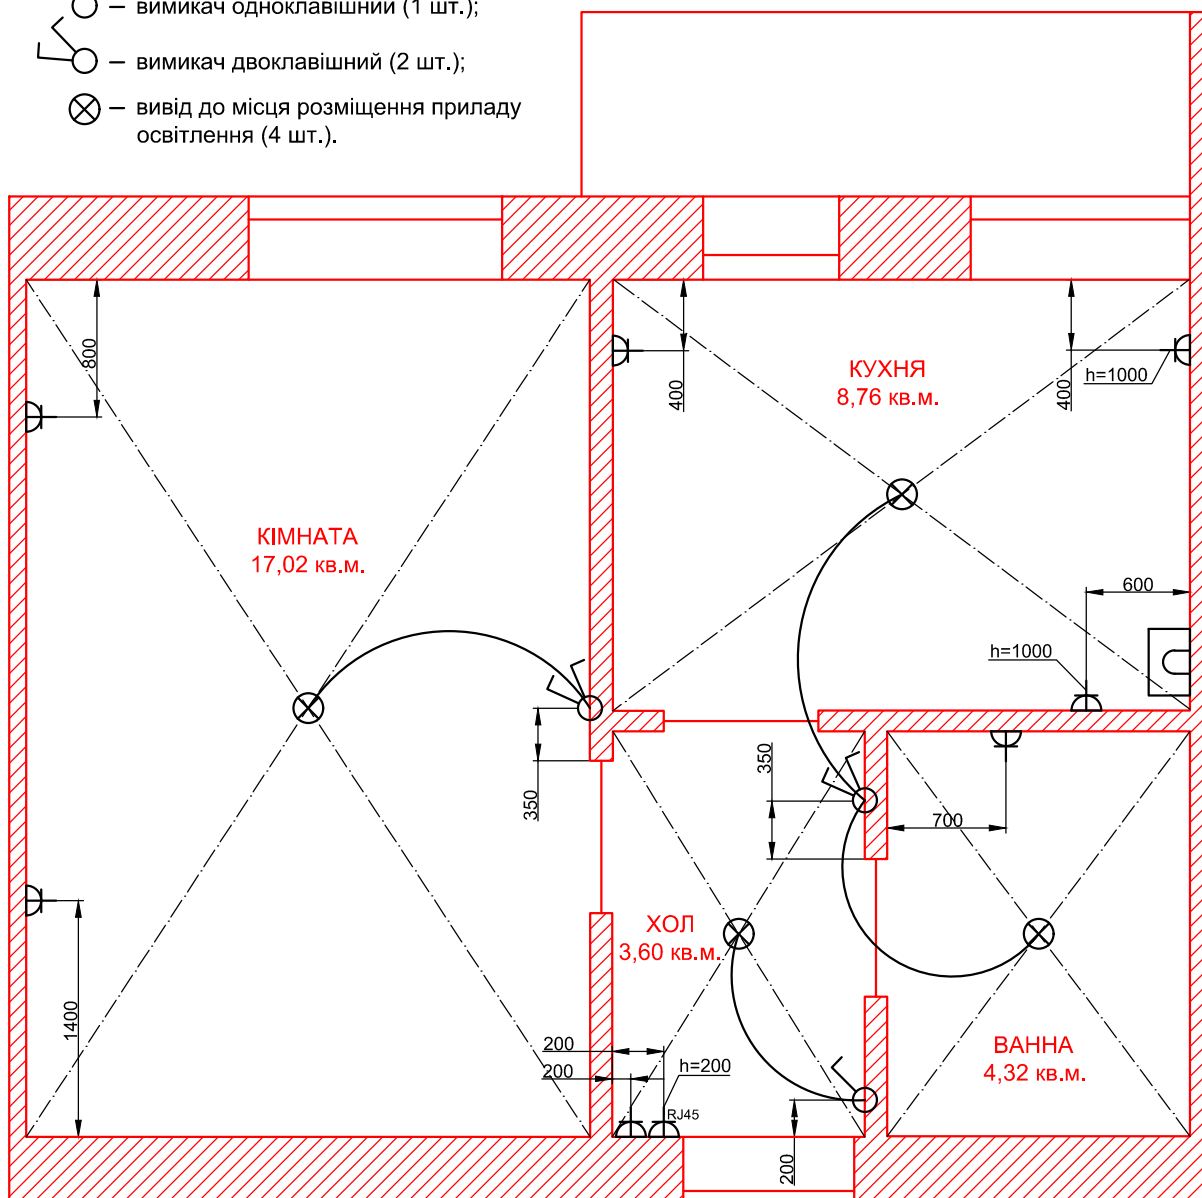 – вимикач одноклавішний (1 шт.);
– вимикач двоклавішний (2 шт.);
– вивід до місця розміщення приладу
освітлення (4 шт.).
800
400
КУХНЯ
8,76 кв.м.
400
h=1000
КІМНАТА
17,02 кв.м.
600
h=1000
350
350
700
ХОЛ
3,60 кв.м.
1400
200
200
h=200
RJ45
ВАННА
4,32 кв.м.
200